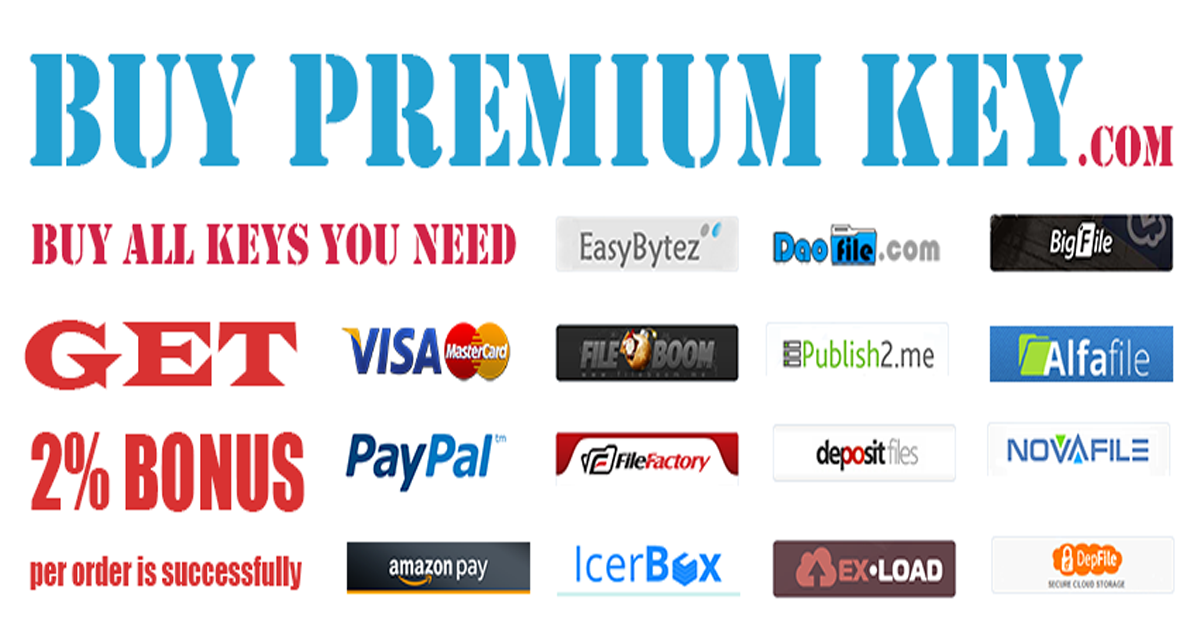 BUY PREMIUM KEY.COM
BUY ALL KEYS YOU NEED
EasyBytez
Daofile.com
BigFile
GET
VISA
MasterCard
FILE BOOM
Publish2.me
Alfafile
2% BONUS
PayPal™
FileFactory
depositfiles
NOVAFILE
per order is successfully
amazon pay
IcerBox
EX-LOAD
DepFile
SECURE CLOUD STORAGE